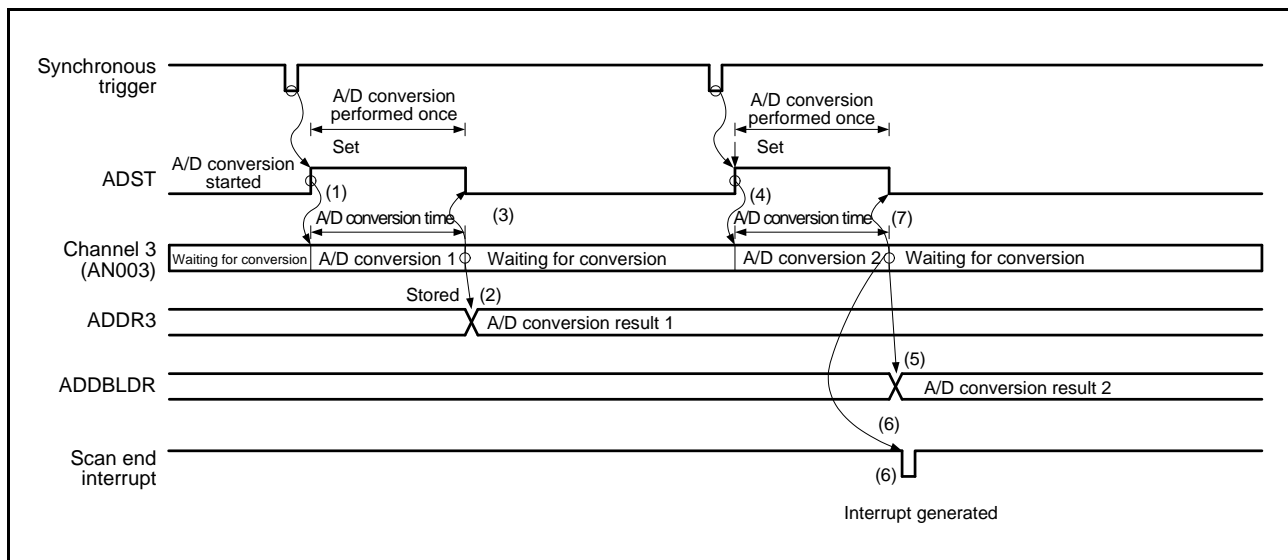 Synchronous
trigger
A/D conversion
performed once
A/D conversion
performed once
Set
Set
A/D conversion
started
ADST
(1)
(3)
(4)
(7)
A/D conversion time
A/D conversion time
Channel 3
(AN003)
Waiting for conversion
A/D conversion 1
Waiting for conversion
A/D conversion 2
Waiting for conversion
Stored
(2)
ADDR3
A/D conversion result 1
(5)
ADDBLDR
A/D conversion result 2
(6)
Scan end
interrupt
(6)
Interrupt generated